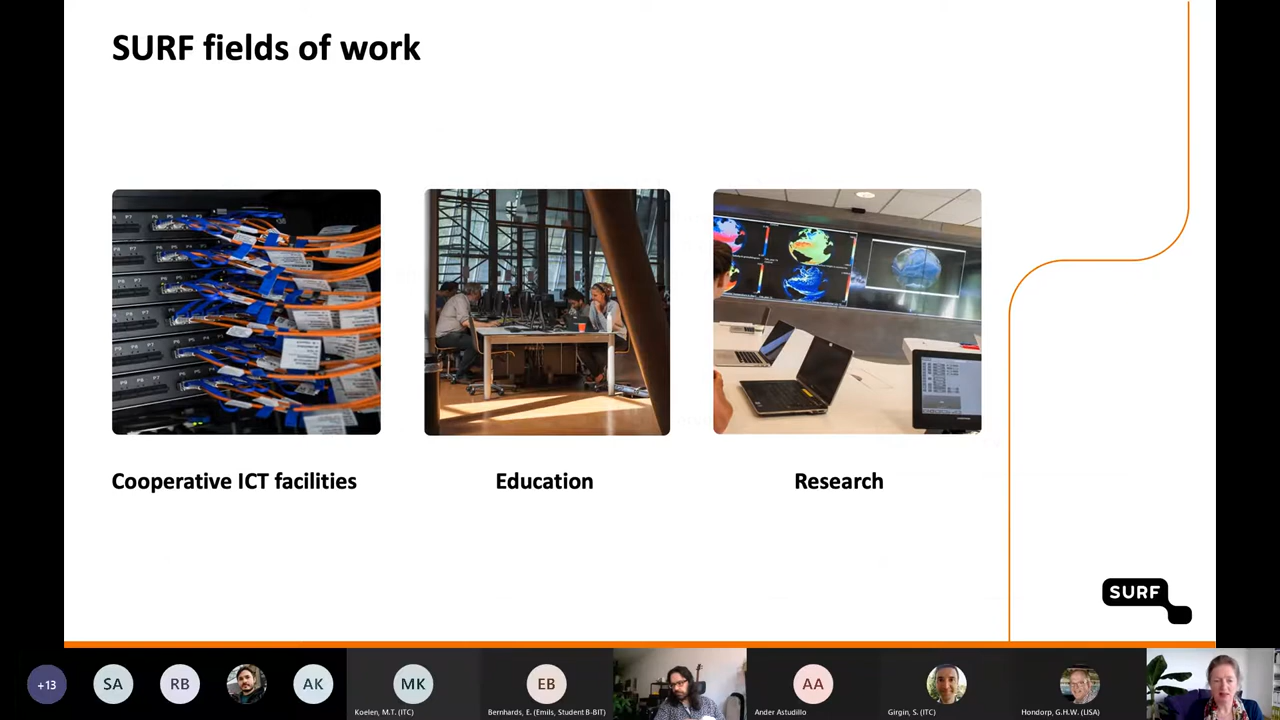 SURF fields of work
Cooperative ICT facilities
Education
Research
SURF
+13
SA
RB
AK
MK
EB
AA
Koelen, M.T. (ITC)
Bernhards, E. (Emils, Student B-BIT)
Ander Astudillo
Girgin, S. (ITC)
Hondorp, G.H.W. (LISA)